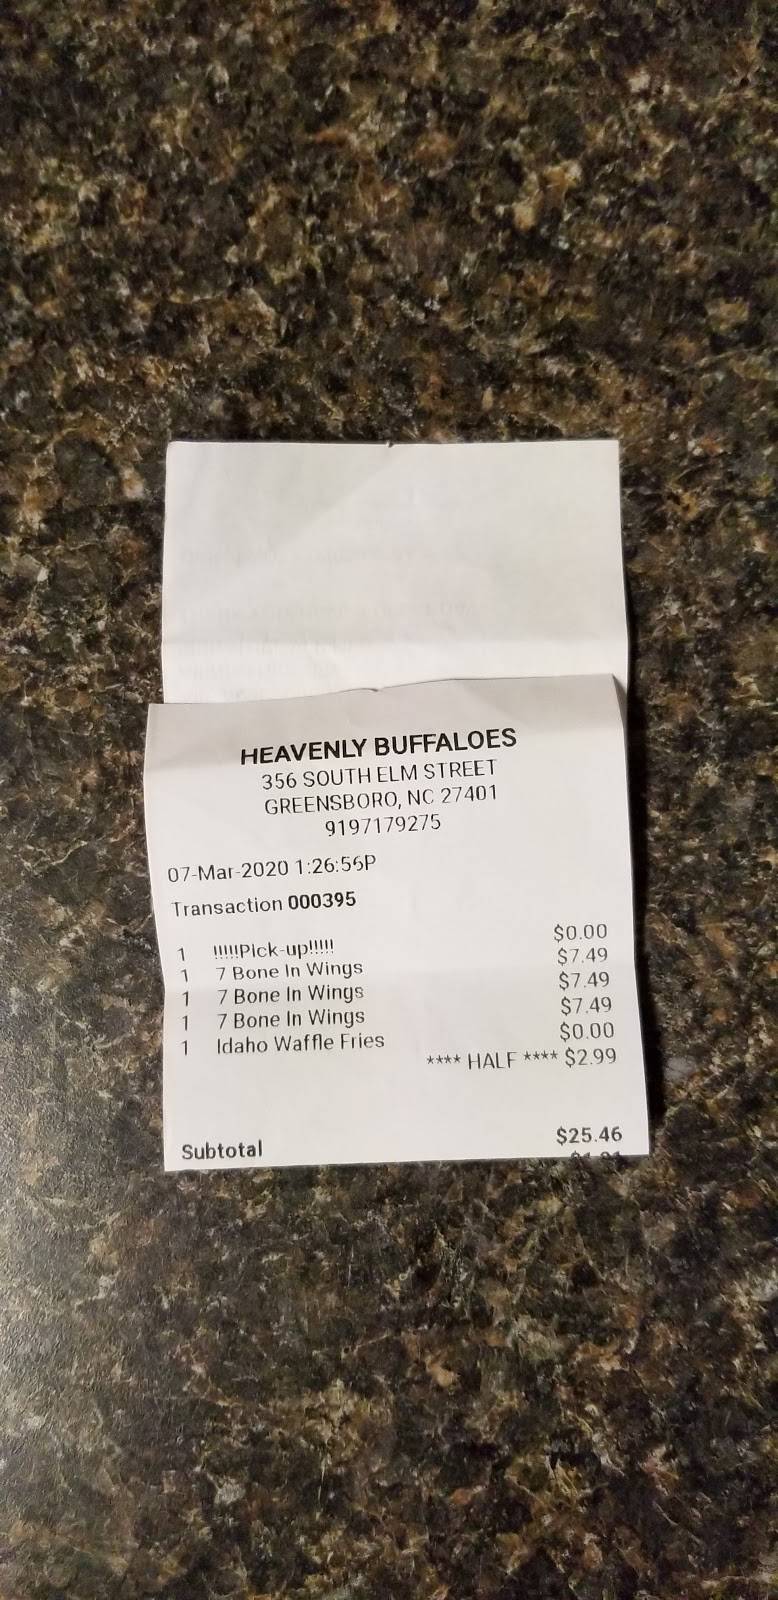 HEAVENLY BUFFALOES
356 SOUTH ELM STREET
GREENSBORO, NC 27401
9197179275
07-Mar-2020 1:26:56P
Transaction 000395
1 !!!!!Pick-up!!!!! $0.00
1 7 Bone In Wings $7.49
1 7 Bone In Wings $7.49
1 7 Bone In Wings $7.49
1 Idaho Waffle Fries $0.00
**** HALF **** $2.99
Subtotal $25.46